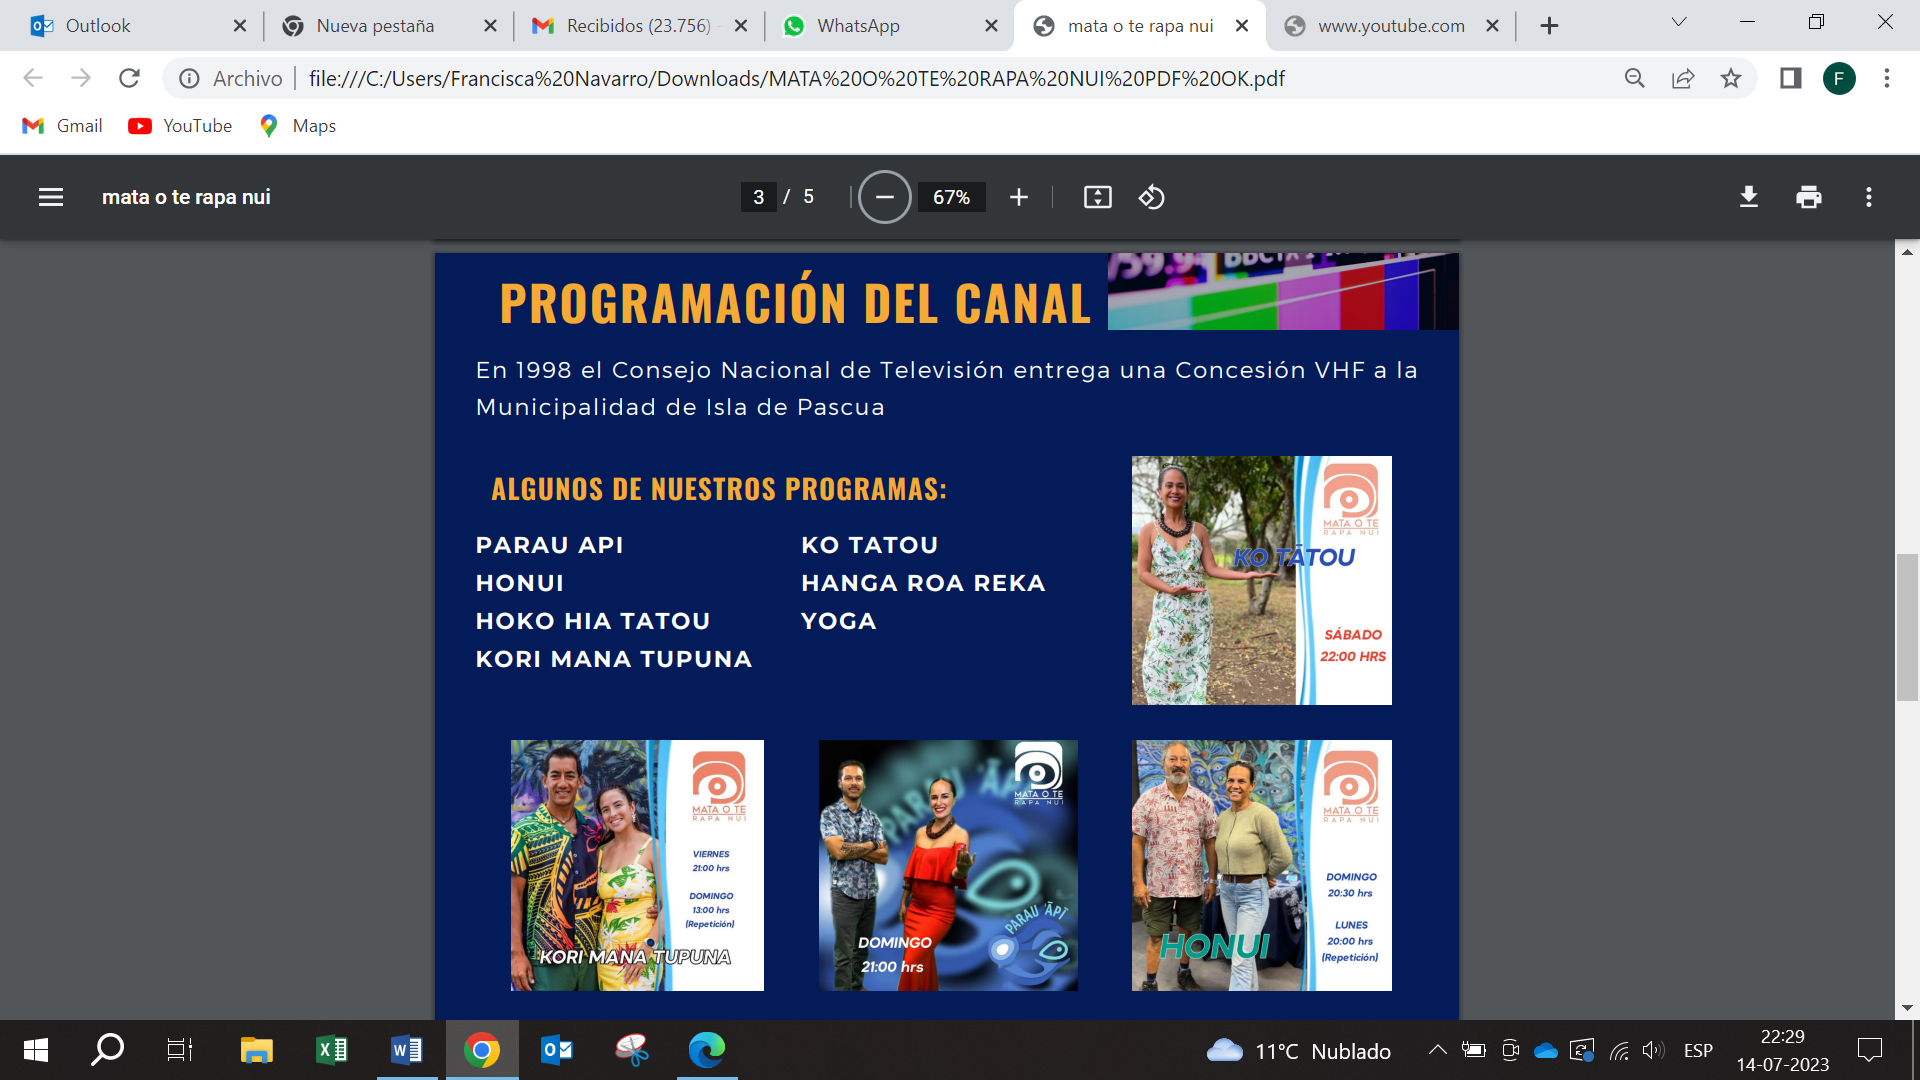 Outlook
Nueva pestaña
Recibidos (23.756)
WhatsApp
mata o te rapa nui
www.youtube.com
Archivo
file:///C:/Users/Francisca%20Navarro/Downloads/MATA%20O%20TE%20RAPA%20NUI%20PDF%20OK.pdf
F
Gmail
YouTube
Maps
mata o te rapa nui
3 / 5
67%
PROGRAMACIÓN DEL CANAL
En 1998 el Consejo Nacional de Televisión entrega una Concesión VHF a la
Municipalidad de Isla de Pascua
ALGUNOS DE NUESTROS PROGRAMAS:
PARAU API
HONUI
HOKO HIA TATOU
KORI MANA TUPUNA
KO TATOU
HANGA ROA REKA
YOGA
MATA O TE
RAPA NUI
KO TĀTOU
SÁBADO
22:00 HRS
MATA O TE
RAPA NUI
VIERNES
21:00 hrs
DOMINGO
13:00 hrs
(Repetición)
KORI MANA TUPUNA
PARAU ĀPĪ
MATA O TE
RAPA NUI
PARAU ĀPĪ
DOMINGO
21:00 hrs
MATA O TE
RAPA NUI
DOMINGO
20:30 hrs
LUNES
20:00 hrs
(Repetición)
HONUI
11°C Nublado
ESP
22:29
14-07-2023